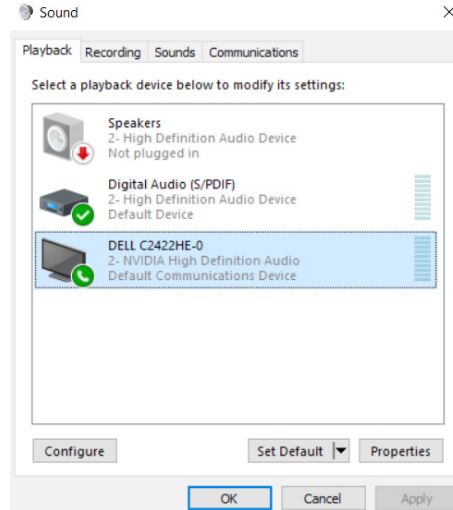 Sound
Playback Recording Sounds Communications
Select a playback device below to modify its settings:
Speakers
2- High Definition Audio Device
Not plugged in
Digital Audio (S/PDIF)
2- High Definition Audio Device
Default Device
DELL C2422HE-0
2- NVIDIA High Definition Audio
Default Communications Device
Configure Set Default Properties
OK Cancel Apply